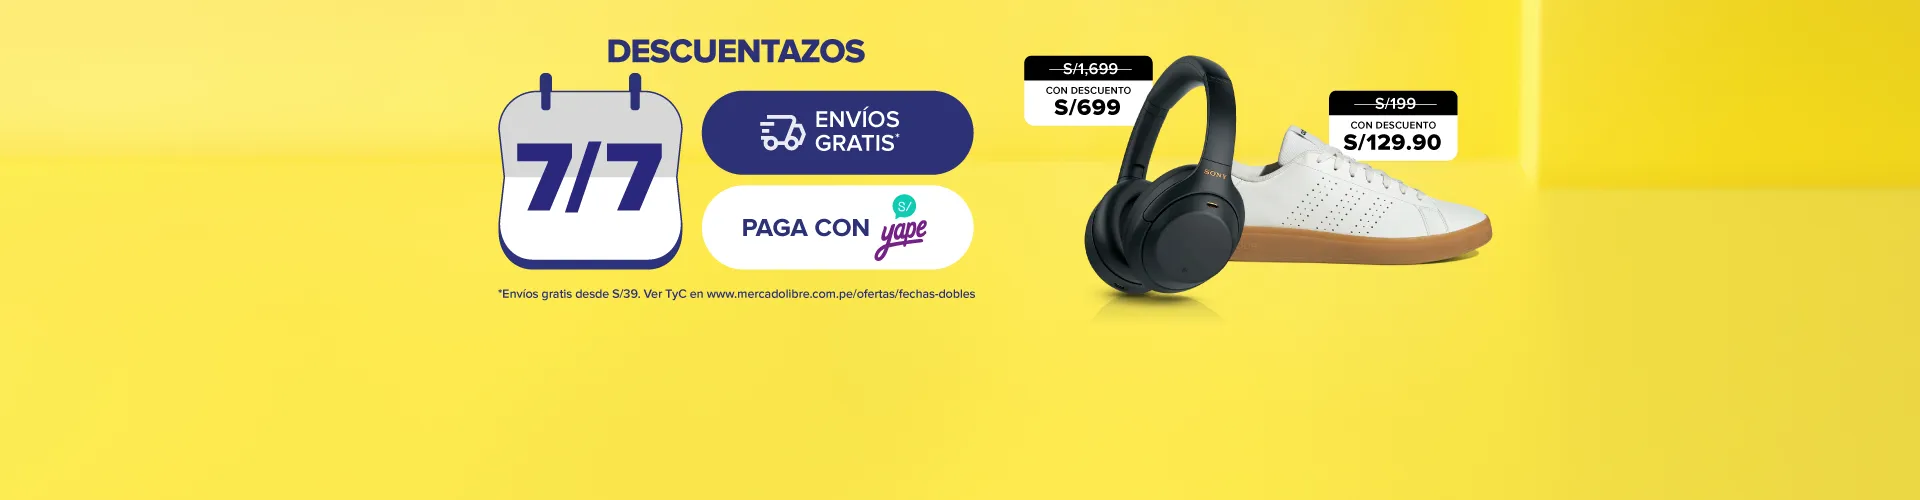 DESCUENTAZOS
7/7
ENVÍOS
GRATIS*
PAGA CON
S/
yape
*Envíos gratis desde S/39. Ver TyC en www.mercadolibre.com.pe/ofertas/fechas-dobles
S/1,699
CON DESCUENTO
S/699
SONY
S/199
CON DESCUENTO
S/129.90